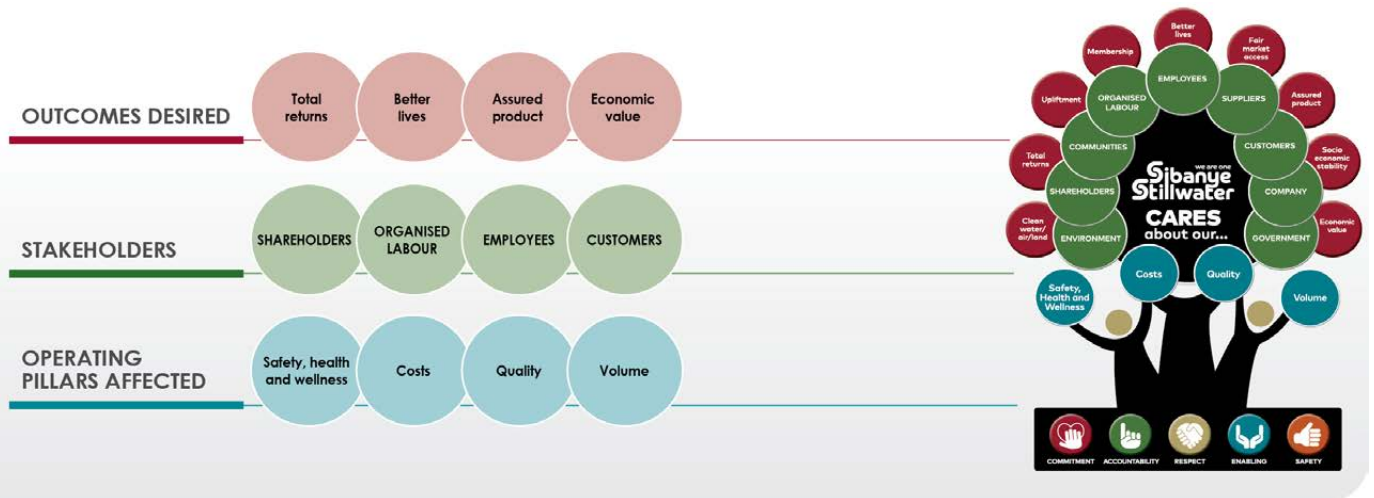 OUTCOMES DESIRED
Total
returns
Better
lives
Assured
product
Economic
value
STAKEHOLDERS
SHAREHOLDERS
ORGANISED
LABOUR
EMPLOYEES
CUSTOMERS
OPERATING
PILLARS AFFECTED
Safety, health
and wellness
Costs
Quality
Volume
Better
lives
Membership
Fair
market
access
Upliftment
Assured
product
Total
returns
Socio
economic
stability
Clean
water/
air/land
Economic
value
EMPLOYEES
ORGANISED
LABOUR
SUPPLIERS
COMMUNITIES
CUSTOMERS
SHAREHOLDERS
COMPANY
ENVIRONMENT
GOVERNMENT
we are one
Sibanye
Stillwater
CARES
about our...
Costs
Quality
Safety,
Health and
Wellness
Volume
COMMITMENT
ACCOUNTABILITY
RESPECT
ENABLING
SAFETY